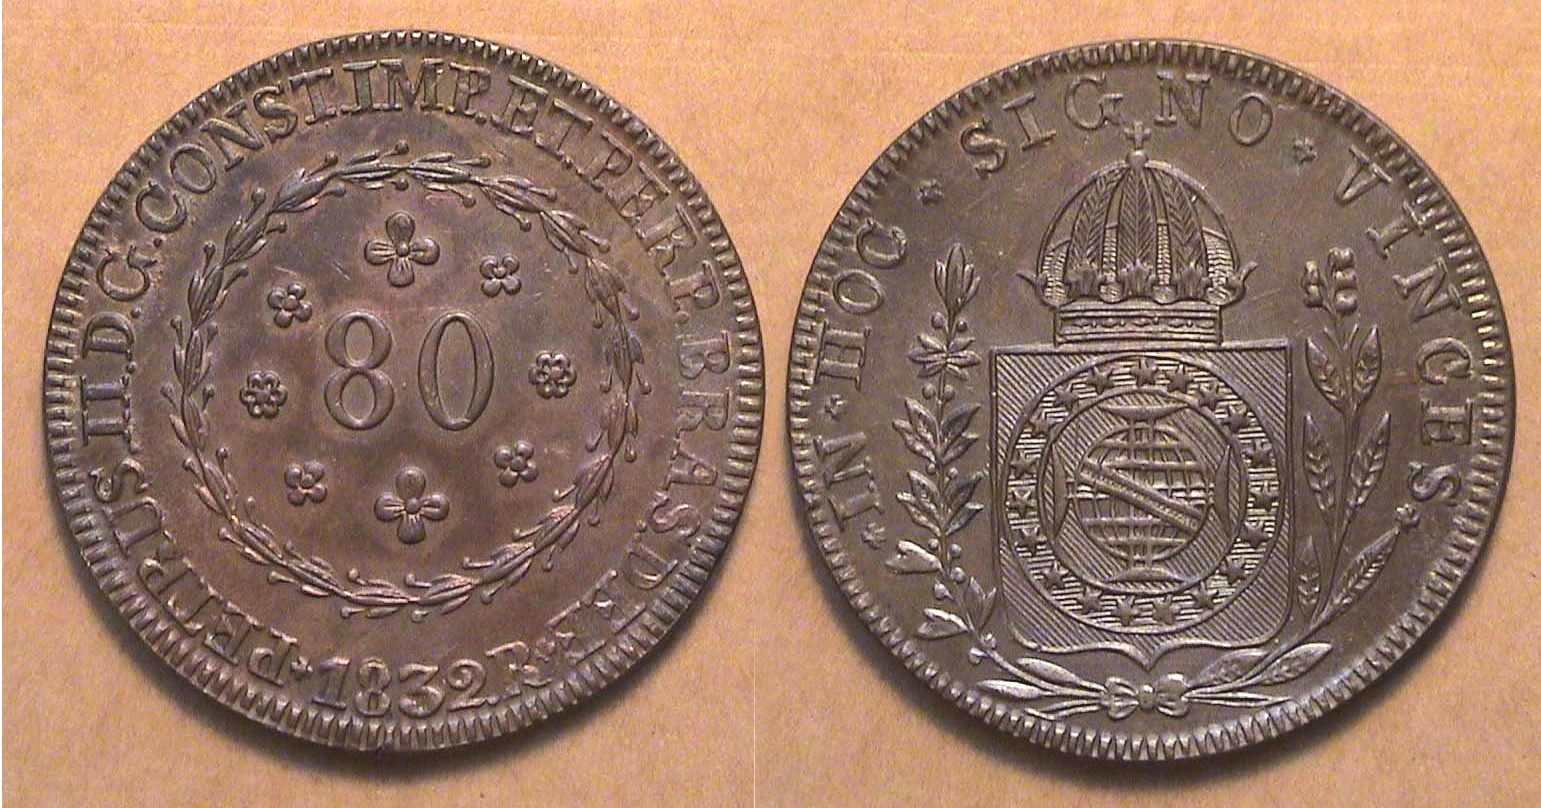 PETRUS.II.D.G.CONST.IMP.ET.PERP.BRAS.DEF.
1832.R
80
IN HOC SIGNO VINCES